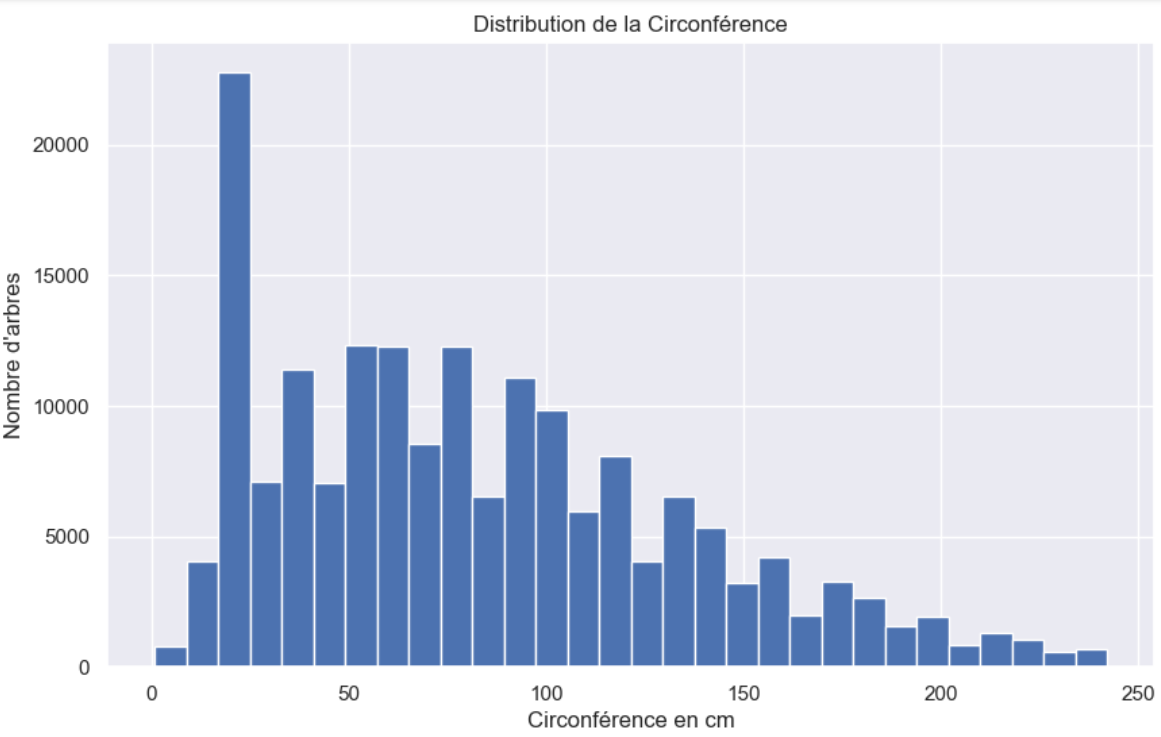 Distribution de la Circonférence
Nombre d'arbres
20000
15000
10000
5000
0
0 50 100 150 200 250
Circonférence en cm